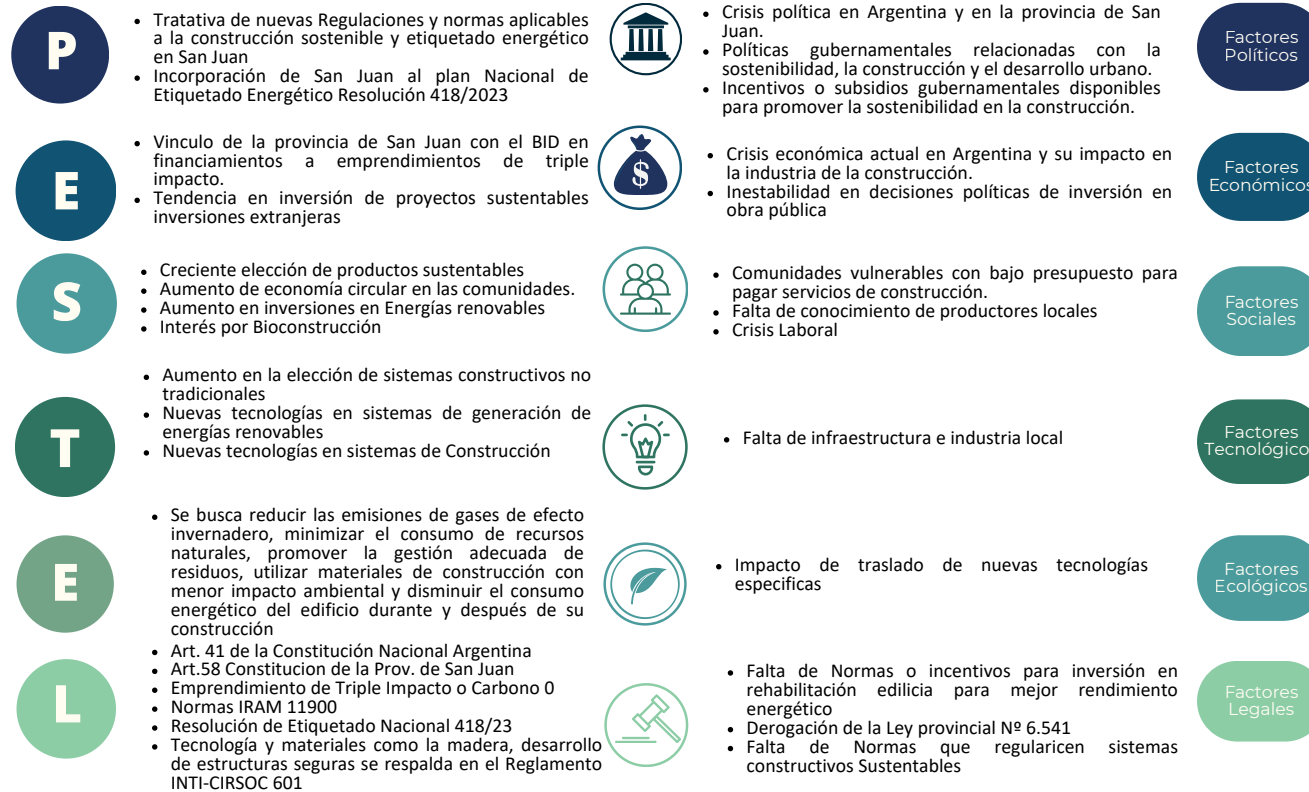 P
• Tratativa de nuevas Regulaciones y normas aplicables
a la construcción sostenible y etiquetado energético
en San Juan
• Incorporación de San Juan al plan Nacional de
Etiquetado Energético Resolución 418/2023
• Crisis política en Argentina y en la provincia de San
Juan.
• Políticas gubernamentales relacionadas con la
sostenibilidad, la construcción y el desarrollo urbano.
• Incentivos o subsidios gubernamentales disponibles
para promover la sostenibilidad en la construcción.
Factores
Políticos
E
• Vinculo de la provincia de San Juan con el BID en
financiamientos a emprendimientos de triple
impacto.
• Tendencia en inversión de proyectos sustentables
inversiones extranjeras
$
• Crisis económica actual en Argentina y su impacto en
la industria de la construcción.
• Inestabilidad en decisiones políticas de inversión en
obra pública
Factores
Económicos
S
• Creciente elección de productos sustentables
• Aumento de economía circular en las comunidades.
• Aumento en inversiones en Energías renovables
• Interés por Bioconstrucción
• Comunidades vulnerables con bajo presupuesto para
pagar servicios de construcción.
• Falta de conocimiento de productores locales
• Crisis Laboral
Factores
Sociales
T
• Aumento en la elección de sistemas constructivos no
tradicionales
• Nuevas tecnologías en sistemas de generación de
energías renovables
• Nuevas tecnologías en sistemas de Construcción
• Falta de infraestructura e industria local
Factores
Tecnológico
E
• Se busca reducir las emisiones de gases de efecto
invernadero, minimizar el consumo de recursos
naturales, promover la gestión adecuada de
residuos, utilizar materiales de construcción con
menor impacto ambiental y disminuir el consumo
energético del edificio durante y después de su
construcción
• Impacto de traslado de nuevas tecnologías
especificas
Factores
Ecológicos
L
• Art. 41 de la Constitución Nacional Argentina
• Art.58 Constitucion de la Prov. de San Juan
• Emprendimiento de Triple Impacto o Carbono 0
• Normas IRAM 11900
• Resolución de Etiquetado Nacional 418/23
• Tecnología y materiales como la madera, desarrollo
de estructuras seguras se respalda en el Reglamento
INTI-CIRSOC 601
• Falta de Normas o incentivos para inversión en
rehabilitación edilicia para mejor rendimiento
energético
• Derogación de la Ley provincial Nº 6.541
• Falta de Normas que regularicen sistemas
constructivos Sustentables
Factores
Legales